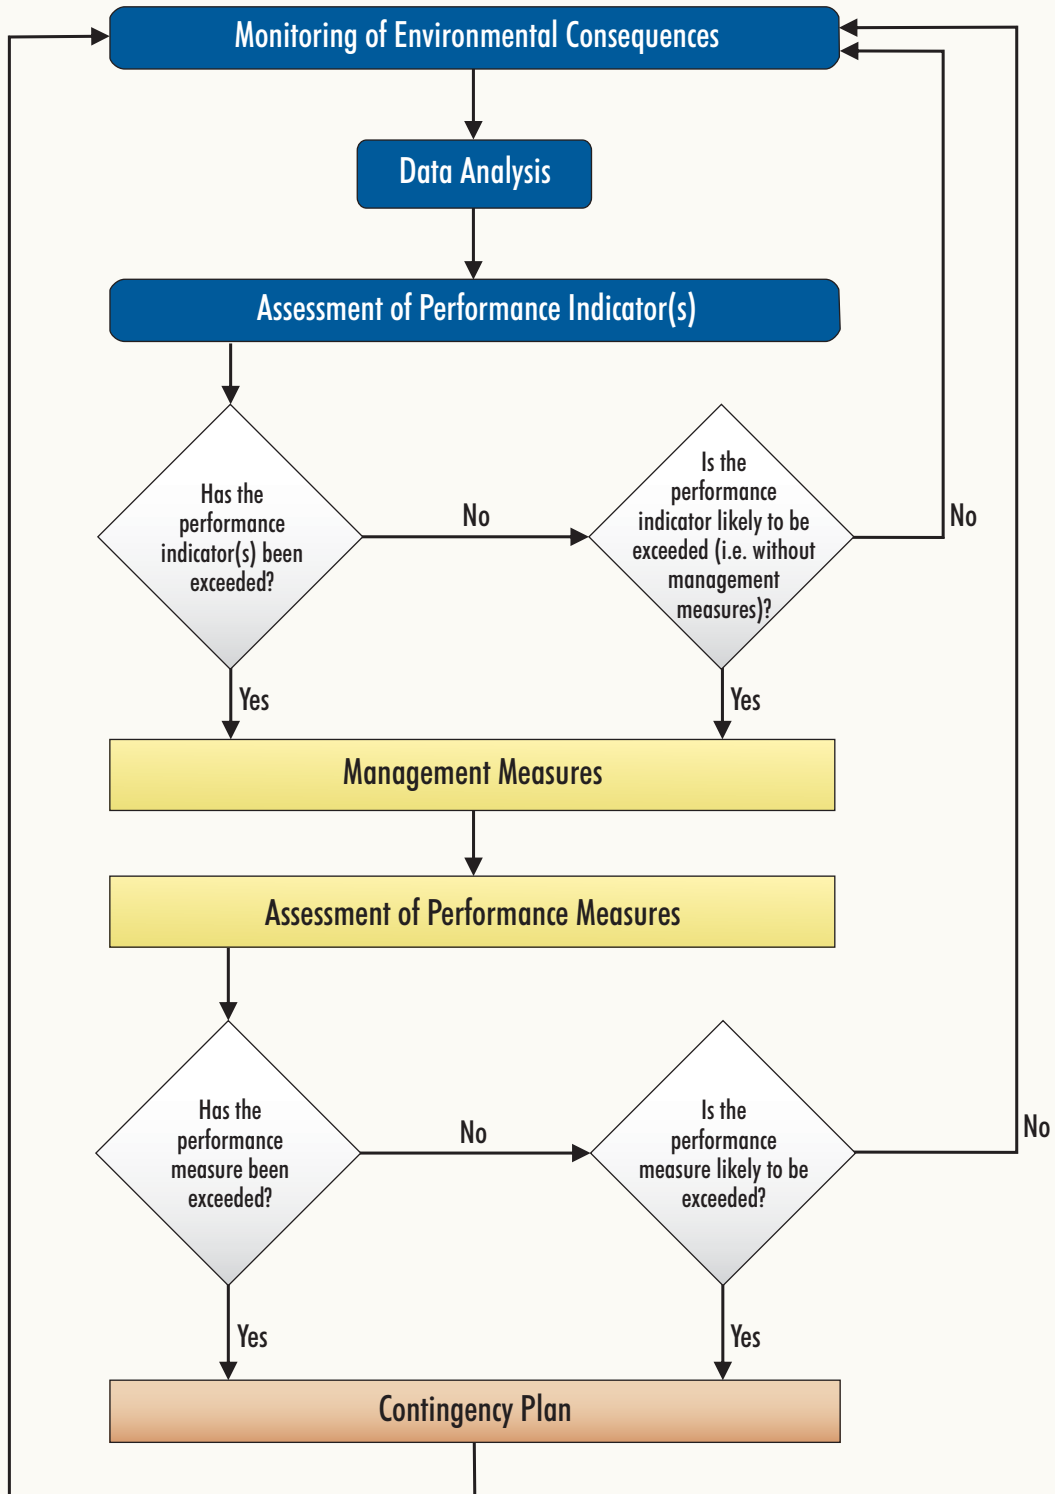 Monitoring of Environmental Consequences
Data Analysis
Assessment of Performance Indicator(s)
Has the
performance
indicator(s) been
exceeded?
No
Is the
performance
indicator likely to be
exceeded (i.e. without
management
measures)?
No
Yes
Yes
Management Measures
Assessment of Performance Measures
Has the
performance
measure been
exceeded?
No
Is the
performance
measure likely to be
exceeded?
No
Yes
Yes
Contingency Plan